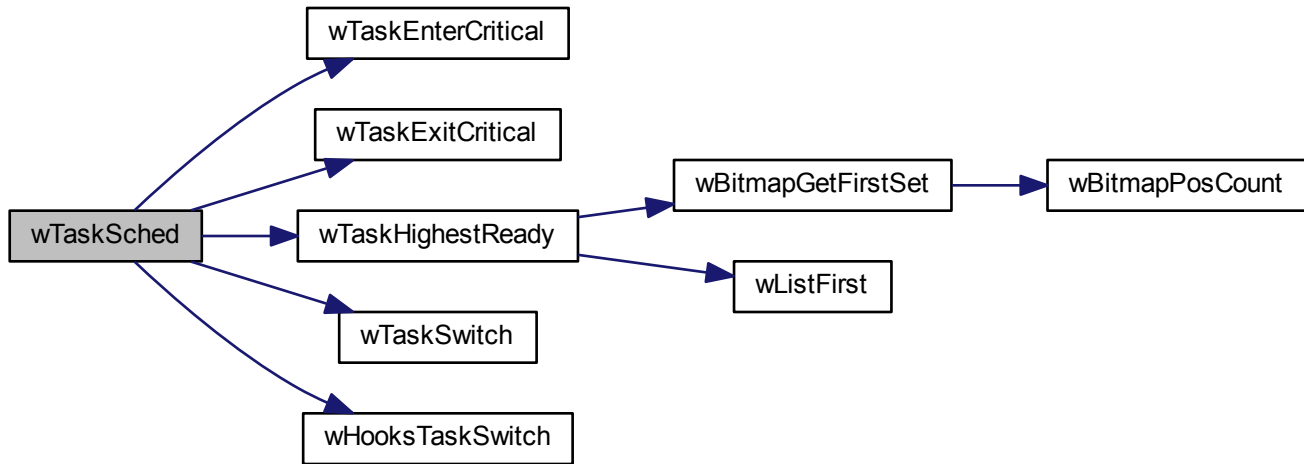 wTaskEnterCritical
wTaskExitCritical
wBitmapGetFirstSet
wBitmapPosCount
wTaskSched
wTaskHighestReady
wListFirst
wTaskSwitch
wHooksTaskSwitch